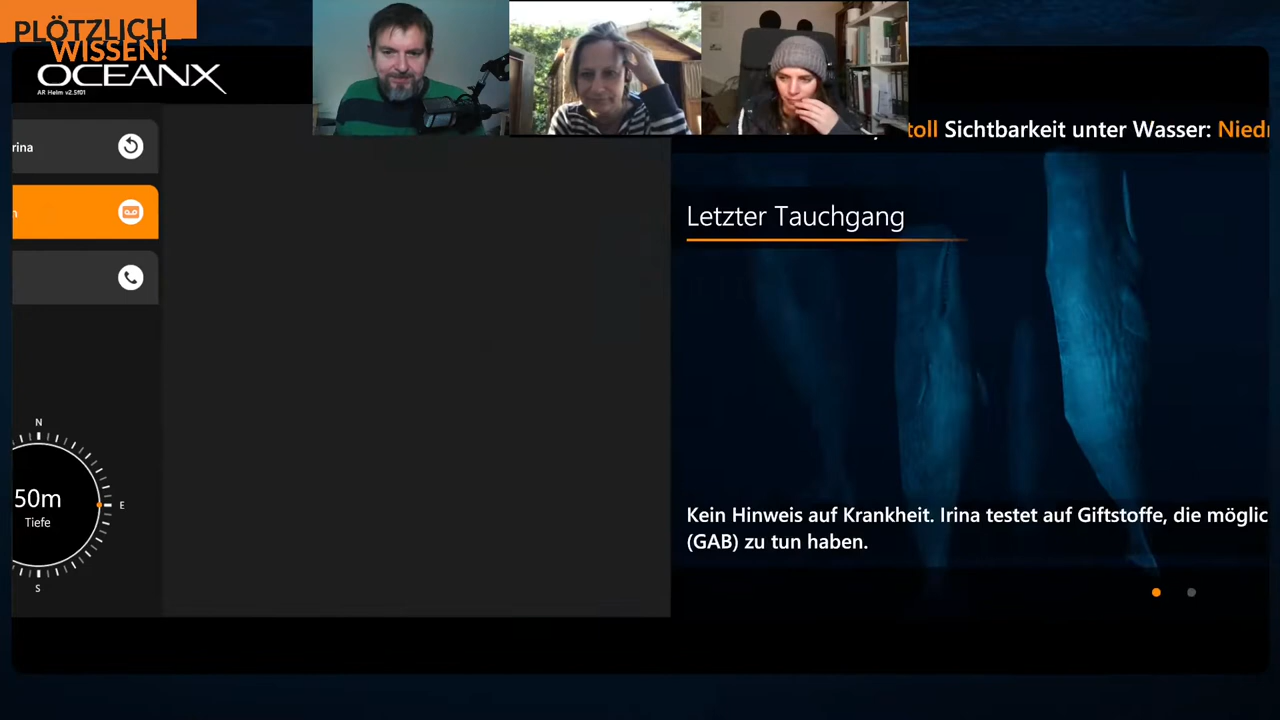 PLÖTZLICH
WISSEN!
OCEANX
AR Helm v2.5f01
rina
toll Sichtbarkeit unter Wasser: Niedr
n
Letzter Tauchgang
N
50m
E
Tiefe
S
Kein Hinweis auf Krankheit. Irina testet auf Giftstoffe, die möglic
(GAB) zu tun haben.